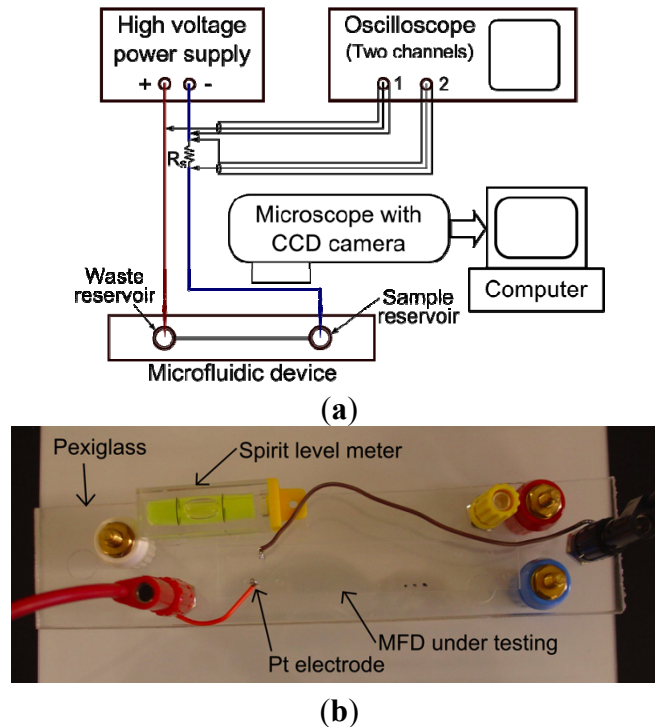 High voltage
power supply
+ -
Oscilloscope
(Two channels)
1 2
Rs
Microscope with
CCD camera
Computer
Waste
reservoir
Sample
reservoir
Microfluidic device
(a)
Pexiglass
Spirit level meter
MFD under testing
Pt electrode
(b)